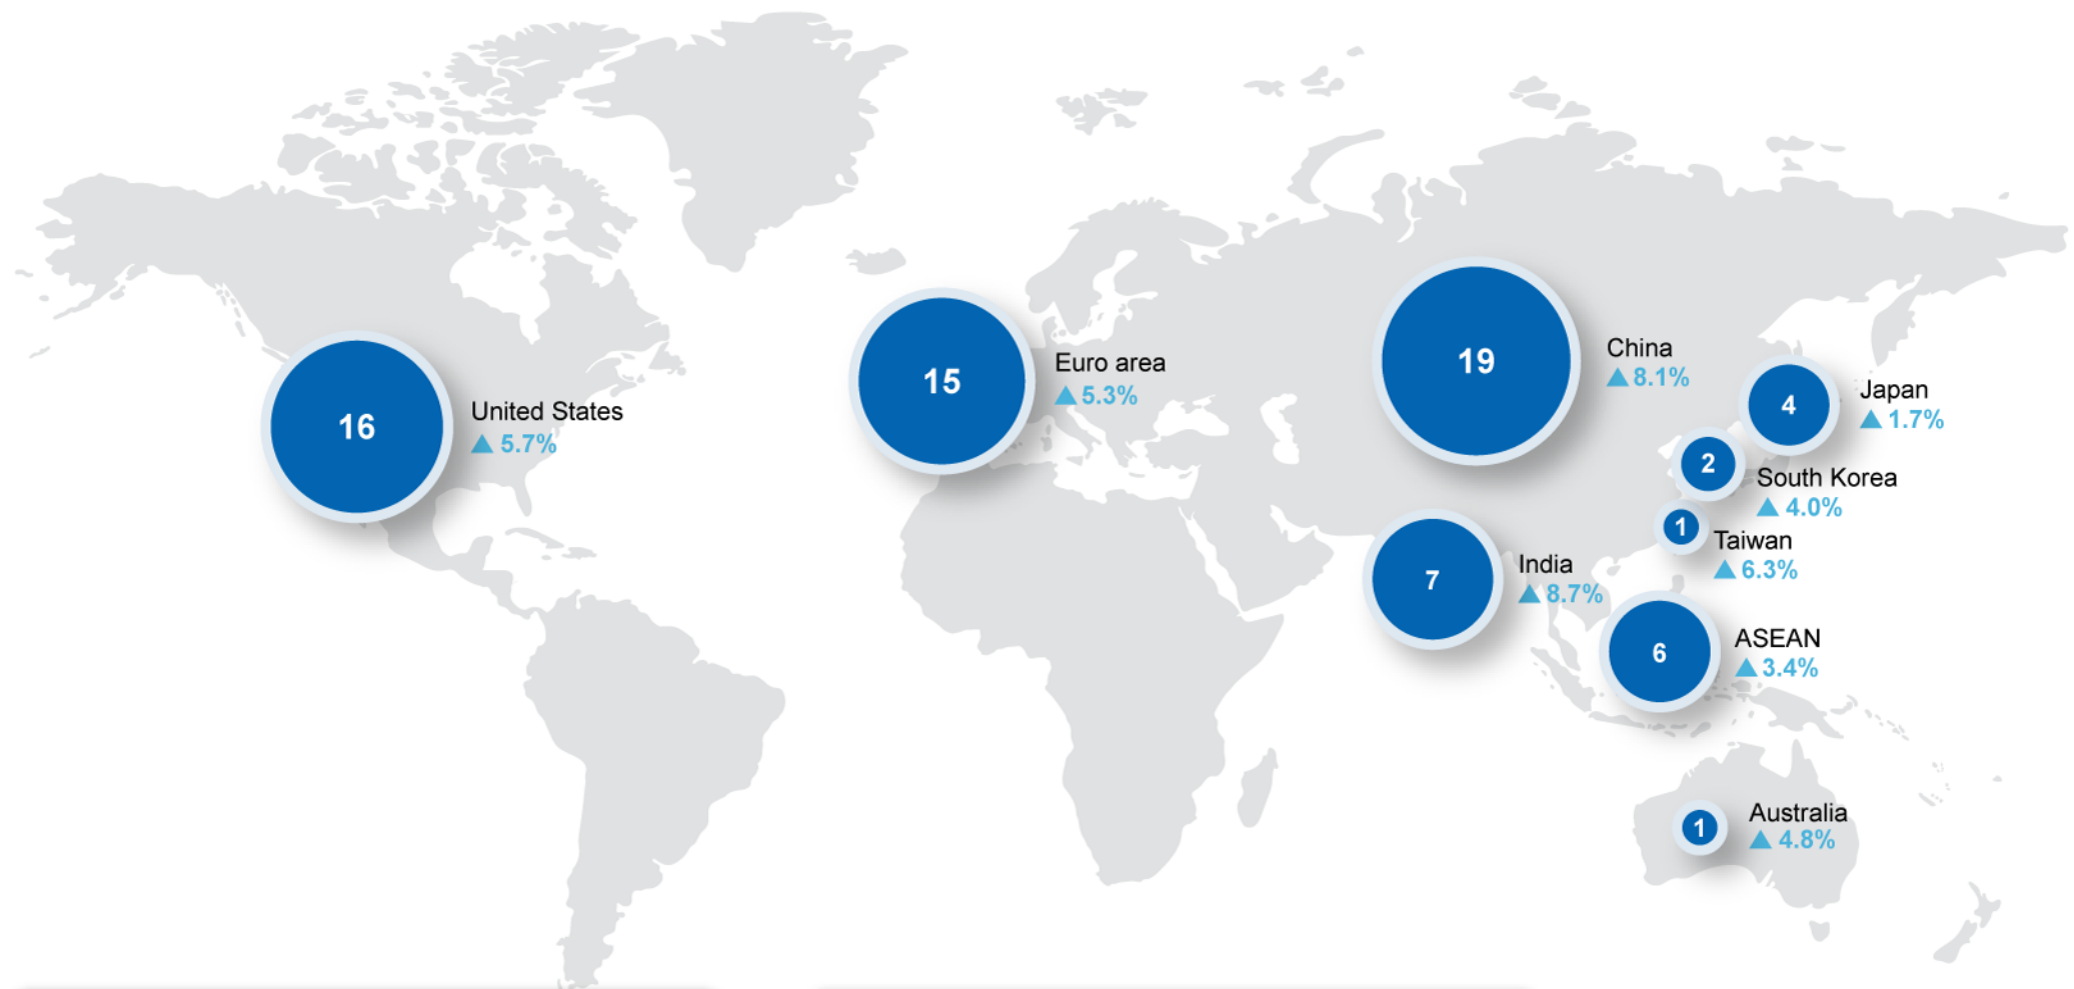 16
United States
▲ 5.7%
15
Euro area
▲ 5.3%
19
China
▲ 8.1%
4
Japan
▲ 1.7%
2
South Korea
▲ 4.0%
1
Taiwan
▲ 6.3%
7
India
▲ 8.7%
6
ASEAN
▲ 3.4%
1
Australia
▲ 4.8%